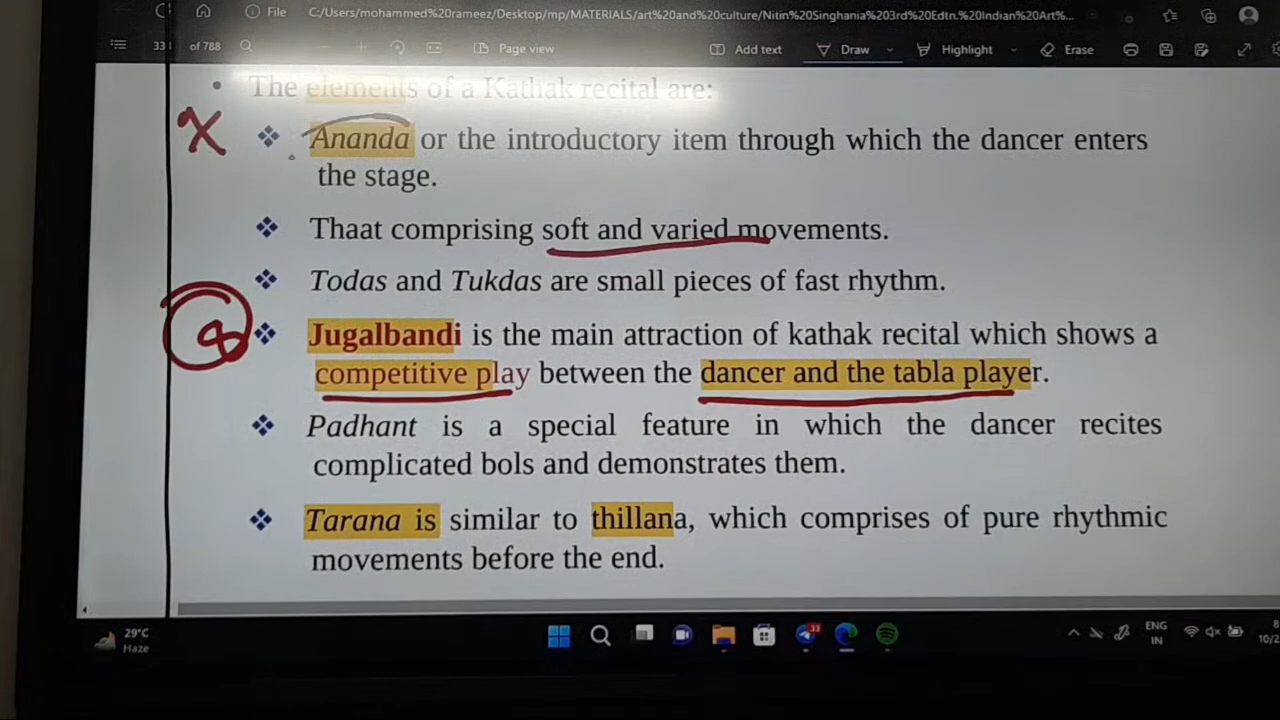 File C:/Users/mohammed%20rameez/Desktop/mp/MATERIALS/art%20and%20culture/Nitin%20Singhania%203rd%20Edtn.%20Indian%20Art%...
of 788 Page view Add text Draw Highlight Erase
• The elements of a Kathak recital are:
X ❖ Ananda or the introductory item through which the dancer enters
the stage.
❖ Thaat comprising soft and varied movements.
❖ Todas and Tukdas are small pieces of fast rhythm.
❖ Jugalbandi is the main attraction of kathak recital which shows a
competitive play between the dancer and the tabla player.
❖ Padhant is a special feature in which the dancer recites
complicated bols and demonstrates them.
❖ Tarana is similar to thillana, which comprises of pure rhythmic
movements before the end.
29°C
Haze
33
ENG
IN
8
10/2